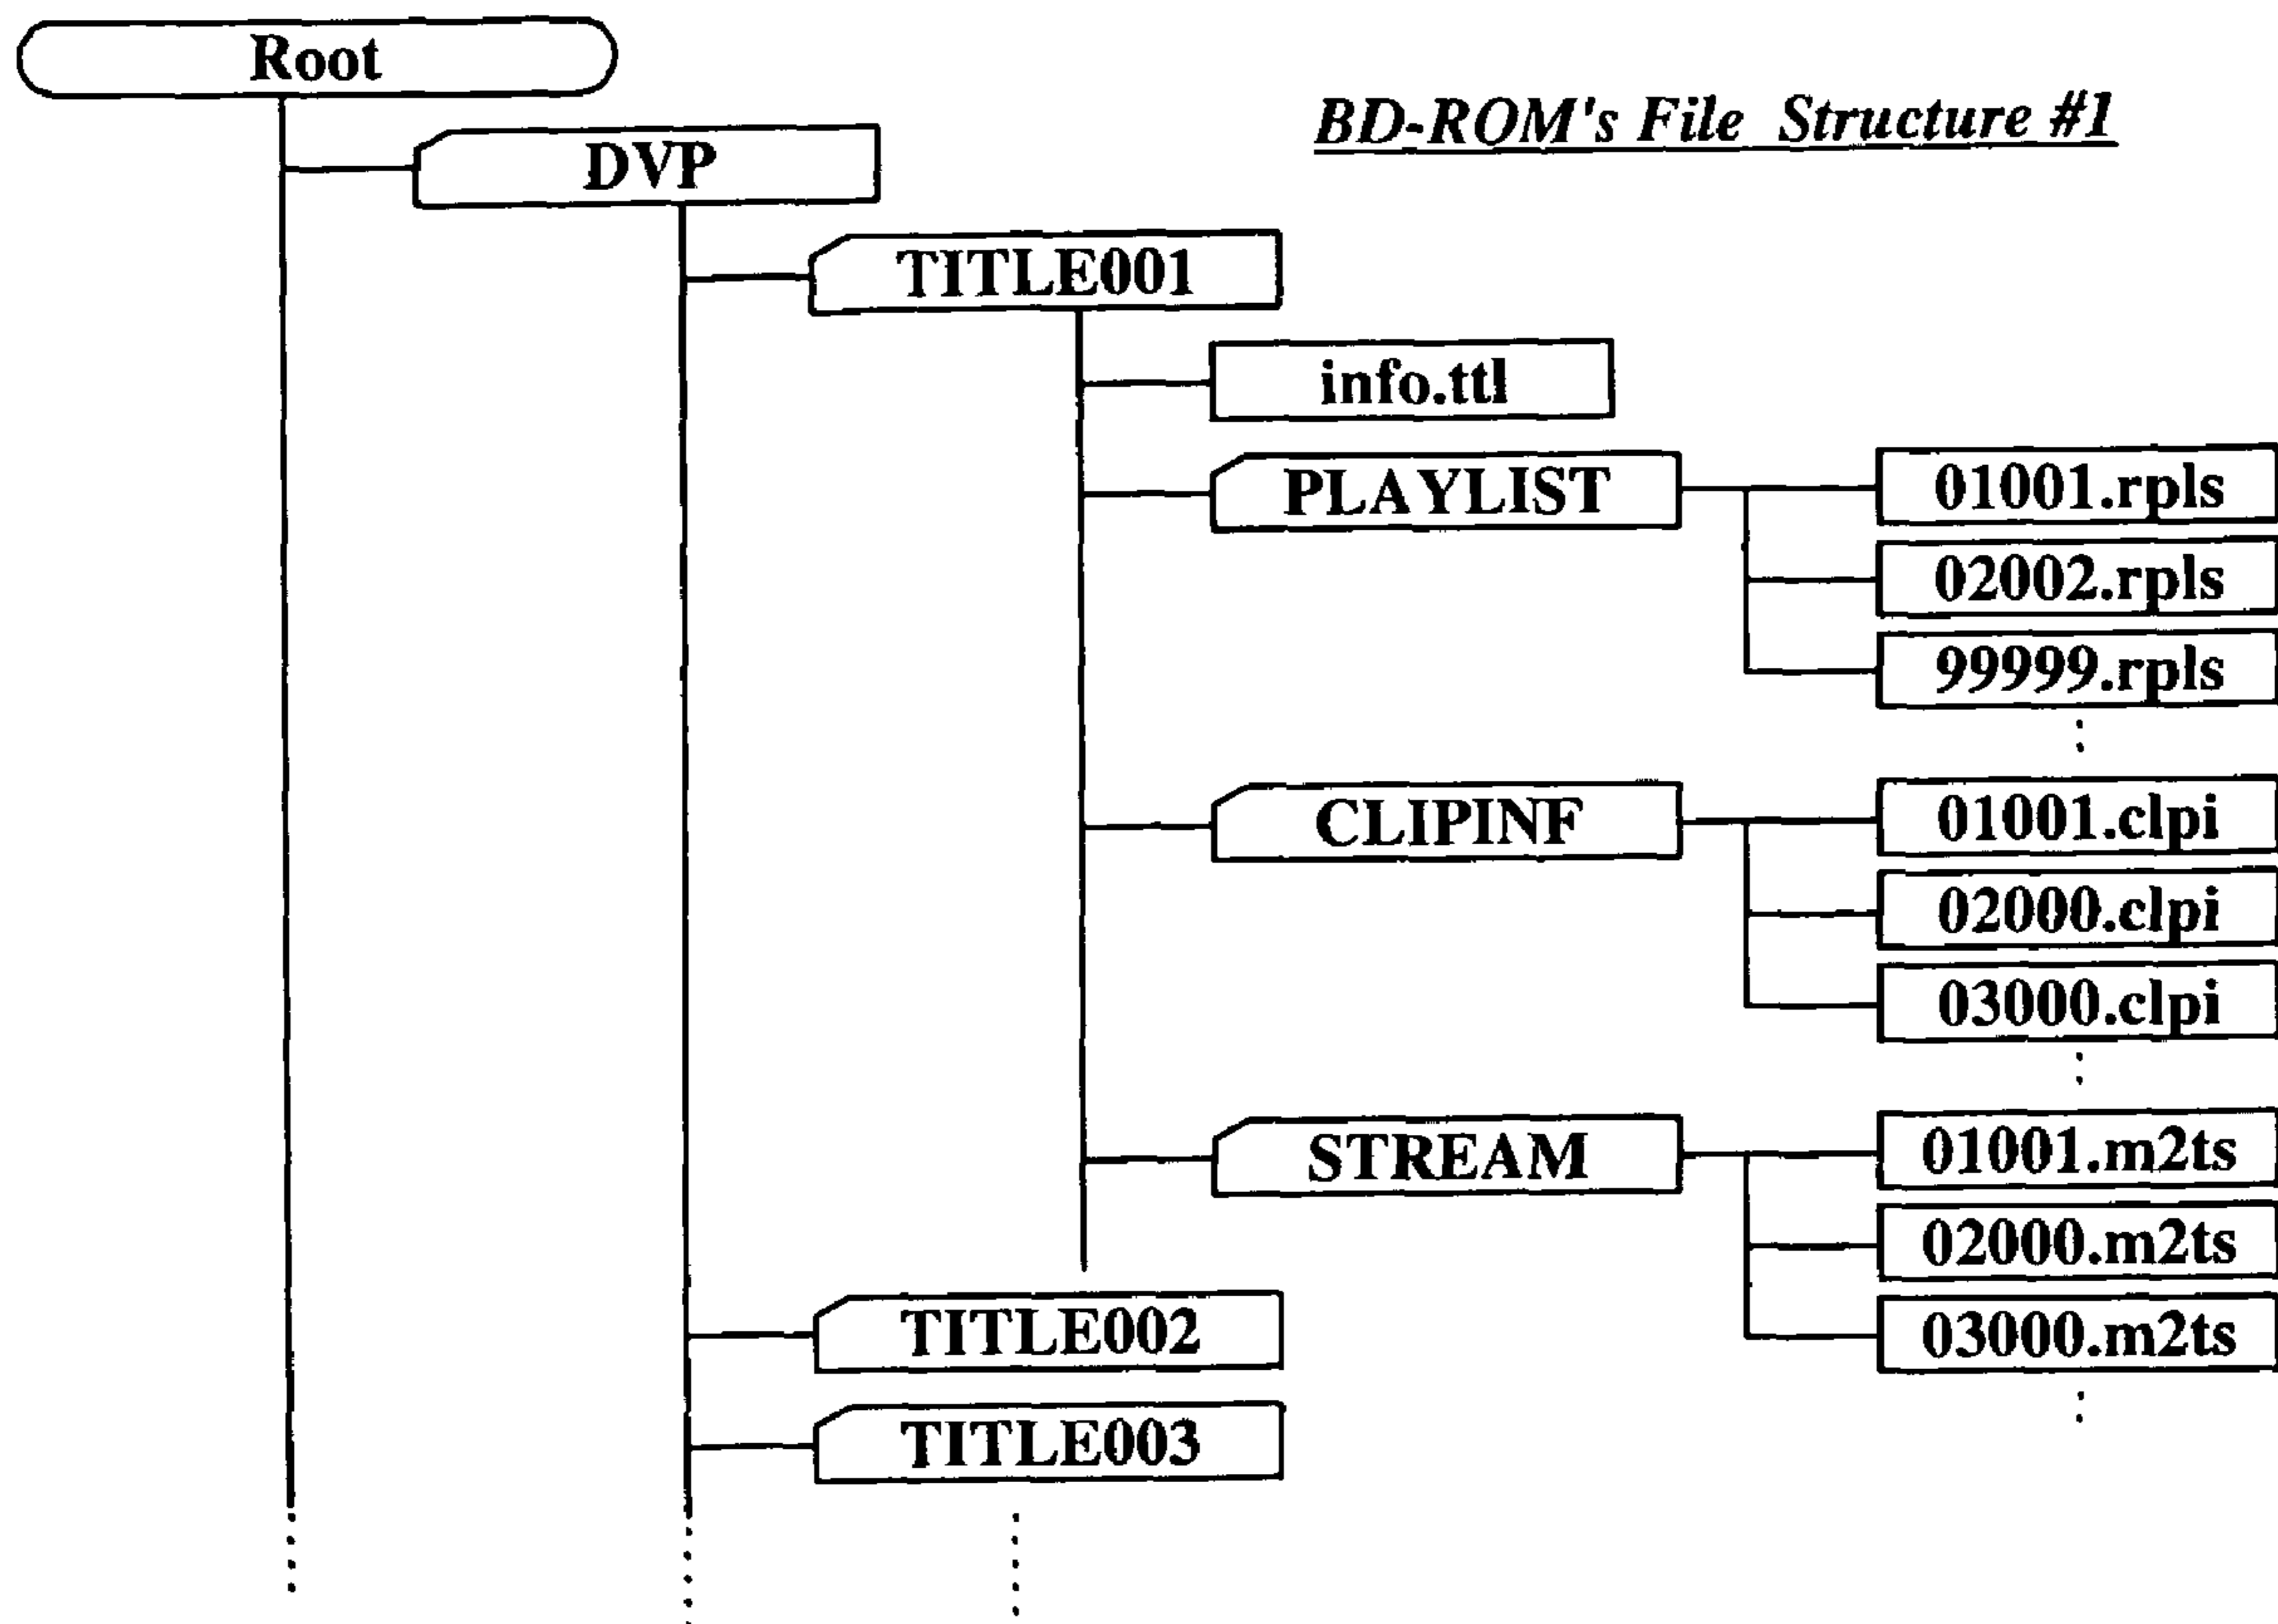 Root
BD-ROM's File Structure #1
DVP
TITLE001
info.ttl
PLAYLIST
01001.rpls
02002.rpls
99999.rpls
CLIPINF
01001.clpi
02000.clpi
03000.clpi
STREAM
01001.m2ts
02000.m2ts
03000.m2ts
TITLE002
TITLE003